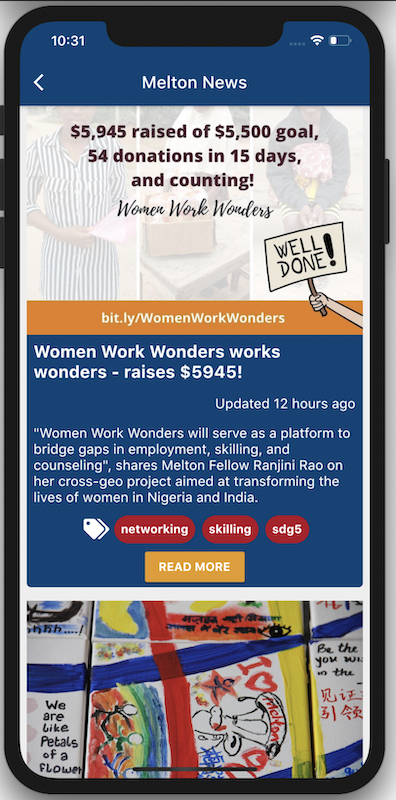 10:31
Melton News
$5,945 raised of $5,500 goal,
54 donations in 15 days,
and counting!
Women Work Wonders
WELL
DONE!
bit.ly/WomenWorkWonders
Women Work Wonders works
wonders - raises $5945!
Updated 12 hours ago
"Women Work Wonders will serve as a platform to
bridge gaps in employment, skilling, and
counseling", shares Melton Fellow Ranjini Rao on
her cross-geo project aimed at transforming the
lives of women in Nigeria and India.
networking
skilling
sdg5
READ MORE
We
are
like
Petals
of a
flower
I
melton
Be the
you
in the
见证
引领